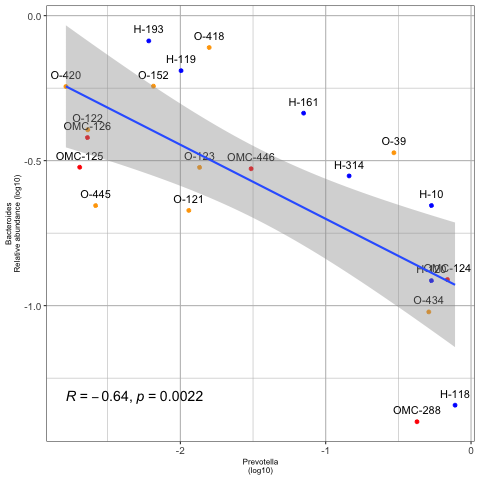 0.0
H-193
O-418
H-119
O-420
O-152
H-161
O-122
OMC-126
O-39
-0.5
OMC-125
O-123
OMC-446
H-314
O-445
O-121
H-10
H-120
OMC-124
-1.0
O-434
R = −0.64, p = 0.0022
H-118
OMC-288
-2
-1
0
Prevotella
(log10)
Bacteroides
Relative abundance (log10)